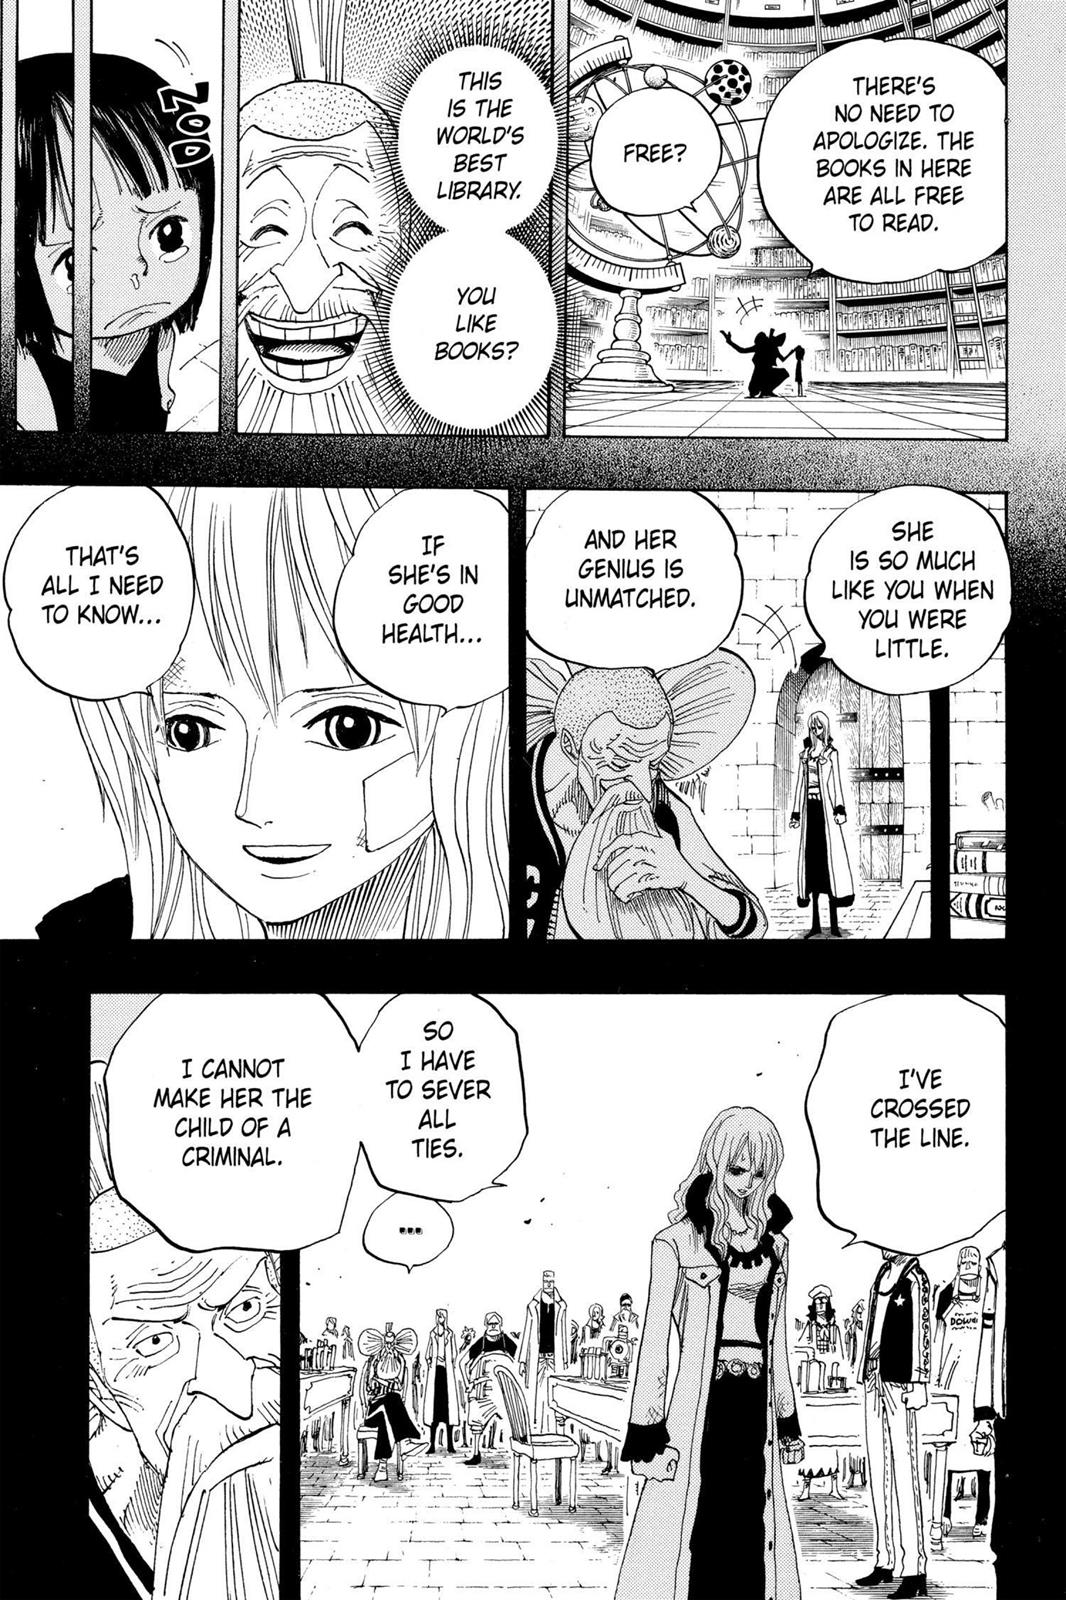 THERE'S
NO NEED TO
APOLOGIZE. THE
BOOKS IN HERE
ARE ALL FREE
TO READ.
FREE?
THIS
IS THE
WORLD'S
BEST
LIBRARY.
YOU
LIKE
BOOKS?
ZOD
SHE
IS SO MUCH
LIKE YOU WHEN
YOU WERE
LITTLE.
AND HER
GENIUS IS
UNMATCHED.
IF
SHE'S IN
GOOD
HEALTH...
THAT'S
ALL I NEED
TO KNOW...
I'VE
CROSSED
THE LINE.
SO
I HAVE
TO SEVER
ALL
TIES.
...
I CANNOT
MAKE HER THE
CHILD OF A
CRIMINAL.